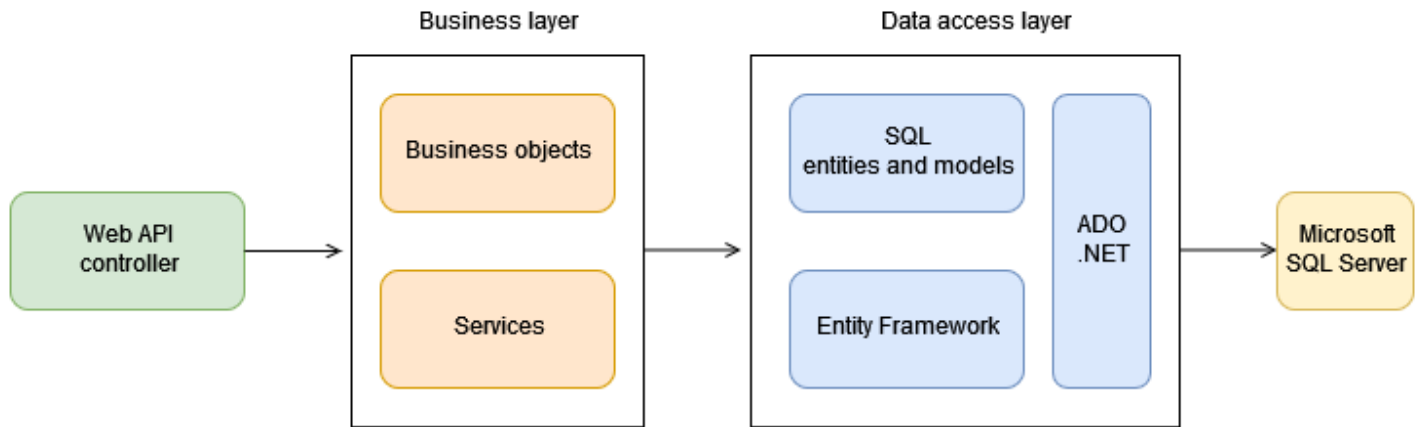 Business layer
Data access layer
Business objects
SQL
entities and models
Web API
controller
ADO
.NET
Microsoft
SQL Server
Services
Entity Framework